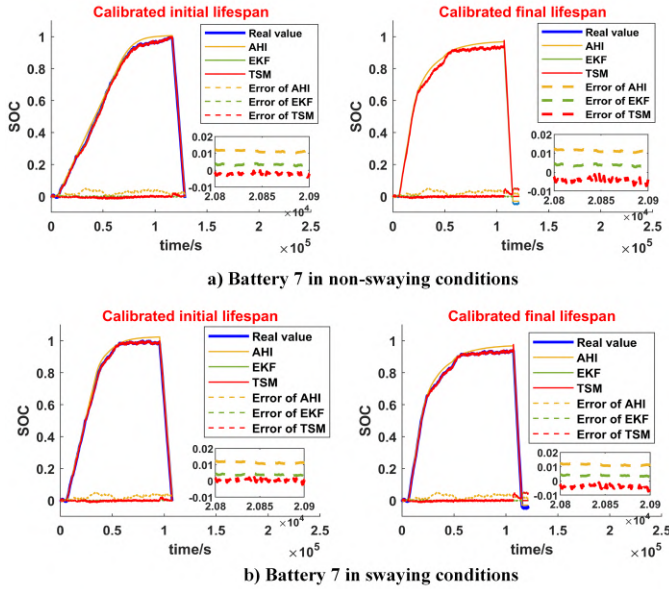 Calibrated initial lifespan
SOC
1
0.8
0.6
0.4
0.2
0
Real value
AHI
EKF
TSM
Error of AHI
Error of EKF
Error of TSM
0.02
0.01
0
-0.01
2.08 2.085 2.09
×10⁴
0 0.5 1 1.5 2 2.5
time/s
×10⁵
Calibrated final lifespan
SOC
1
0.8
0.6
0.4
0.2
0
Real value
AHI
EKF
TSM
Error of AHI
Error of EKF
Error of TSM
0.02
0.01
0
-0.01
2.08 2.085 2.09
×10⁴
0 0.5 1 1.5 2 2.5
time/s
×10⁵
a) Battery 7 in non-swaying conditions
Calibrated initial lifespan
SOC
1
0.8
0.6
0.4
0.2
0
Real value
AHI
EKF
TSM
Error of AHI
Error of EKF
Error of TSM
0.02
0.01
0
-0.01
2.08 2.085 2.09
×10⁴
0 0.5 1 1.5 2 2.5
time/s
×10⁵
Calibrated final lifespan
SOC
1
0.8
0.6
0.4
0.2
0
Real value
AHI
EKF
TSM
Error of AHI
Error of EKF
Error of TSM
0.02
0.01
0
-0.01
2.08 2.085 2.09
×10⁴
0 0.5 1 1.5 2 2.5
time/s
×10⁵
b) Battery 7 in swaying conditions